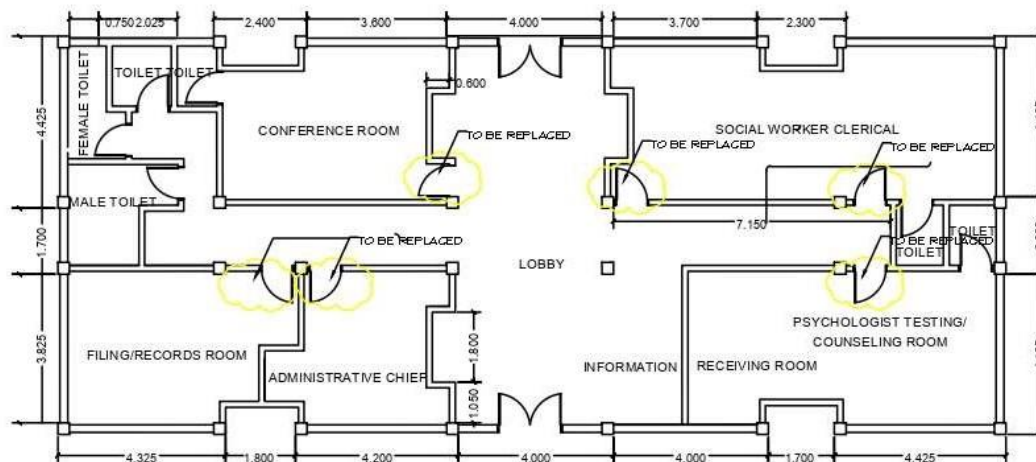 0.750 2.025 2.400 3.600 4.000 3.700 2.300
4.425
FEMALE TOILET
TOILET TOILET
0.600
CONFERENCE ROOM
TO BE REPLACED
SOCIAL WORKER CLERICAL
TO BE REPLACED
TO BE REPLACED
MALE TOILET
1.700
7.150
TOILET
TO BE REPLACED
TO BE REPLACED
TOILET
LOBBY
3.825
FILING/RECORDS ROOM
ADMINISTRATIVE CHIEF
1.800
1.050
INFORMATION
RECEIVING ROOM
PSYCHOLOGIST TESTING/
COUNSELING ROOM
4.325 1.800 4.200 4.000 4.000 1.700 4.425